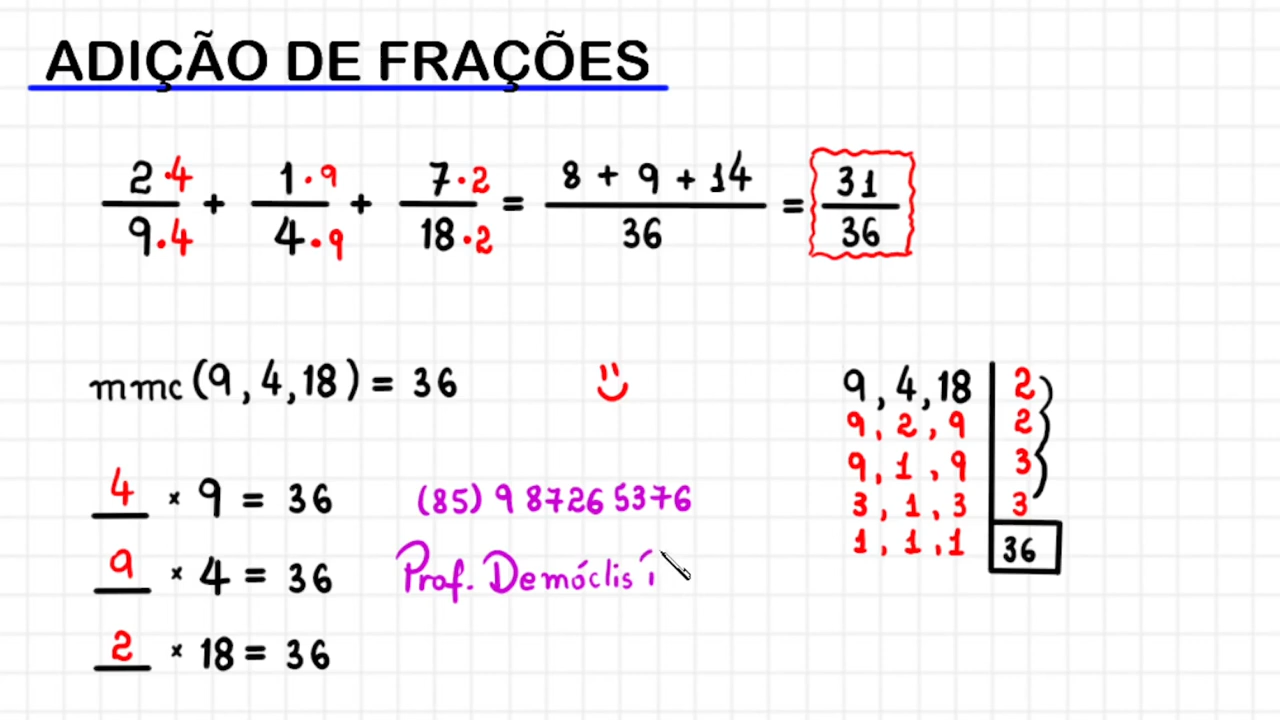 ADIÇÃO DE FRAÇÕES
2·4/9·4 + 1·9/4·9 + 7·2/18·2 = 8 + 9 + 14/36 = 31/36
mmc (9, 4, 18) = 36
4 × 9 = 36
9 × 4 = 36
2 × 18 = 36
(85) 9 8726 5376
Prof. Demóclis
9, 4, 18 | 2
9, 2, 9 | 2
9, 1, 9 | 3
3, 1, 3 | 3
1, 1, 1 | 36